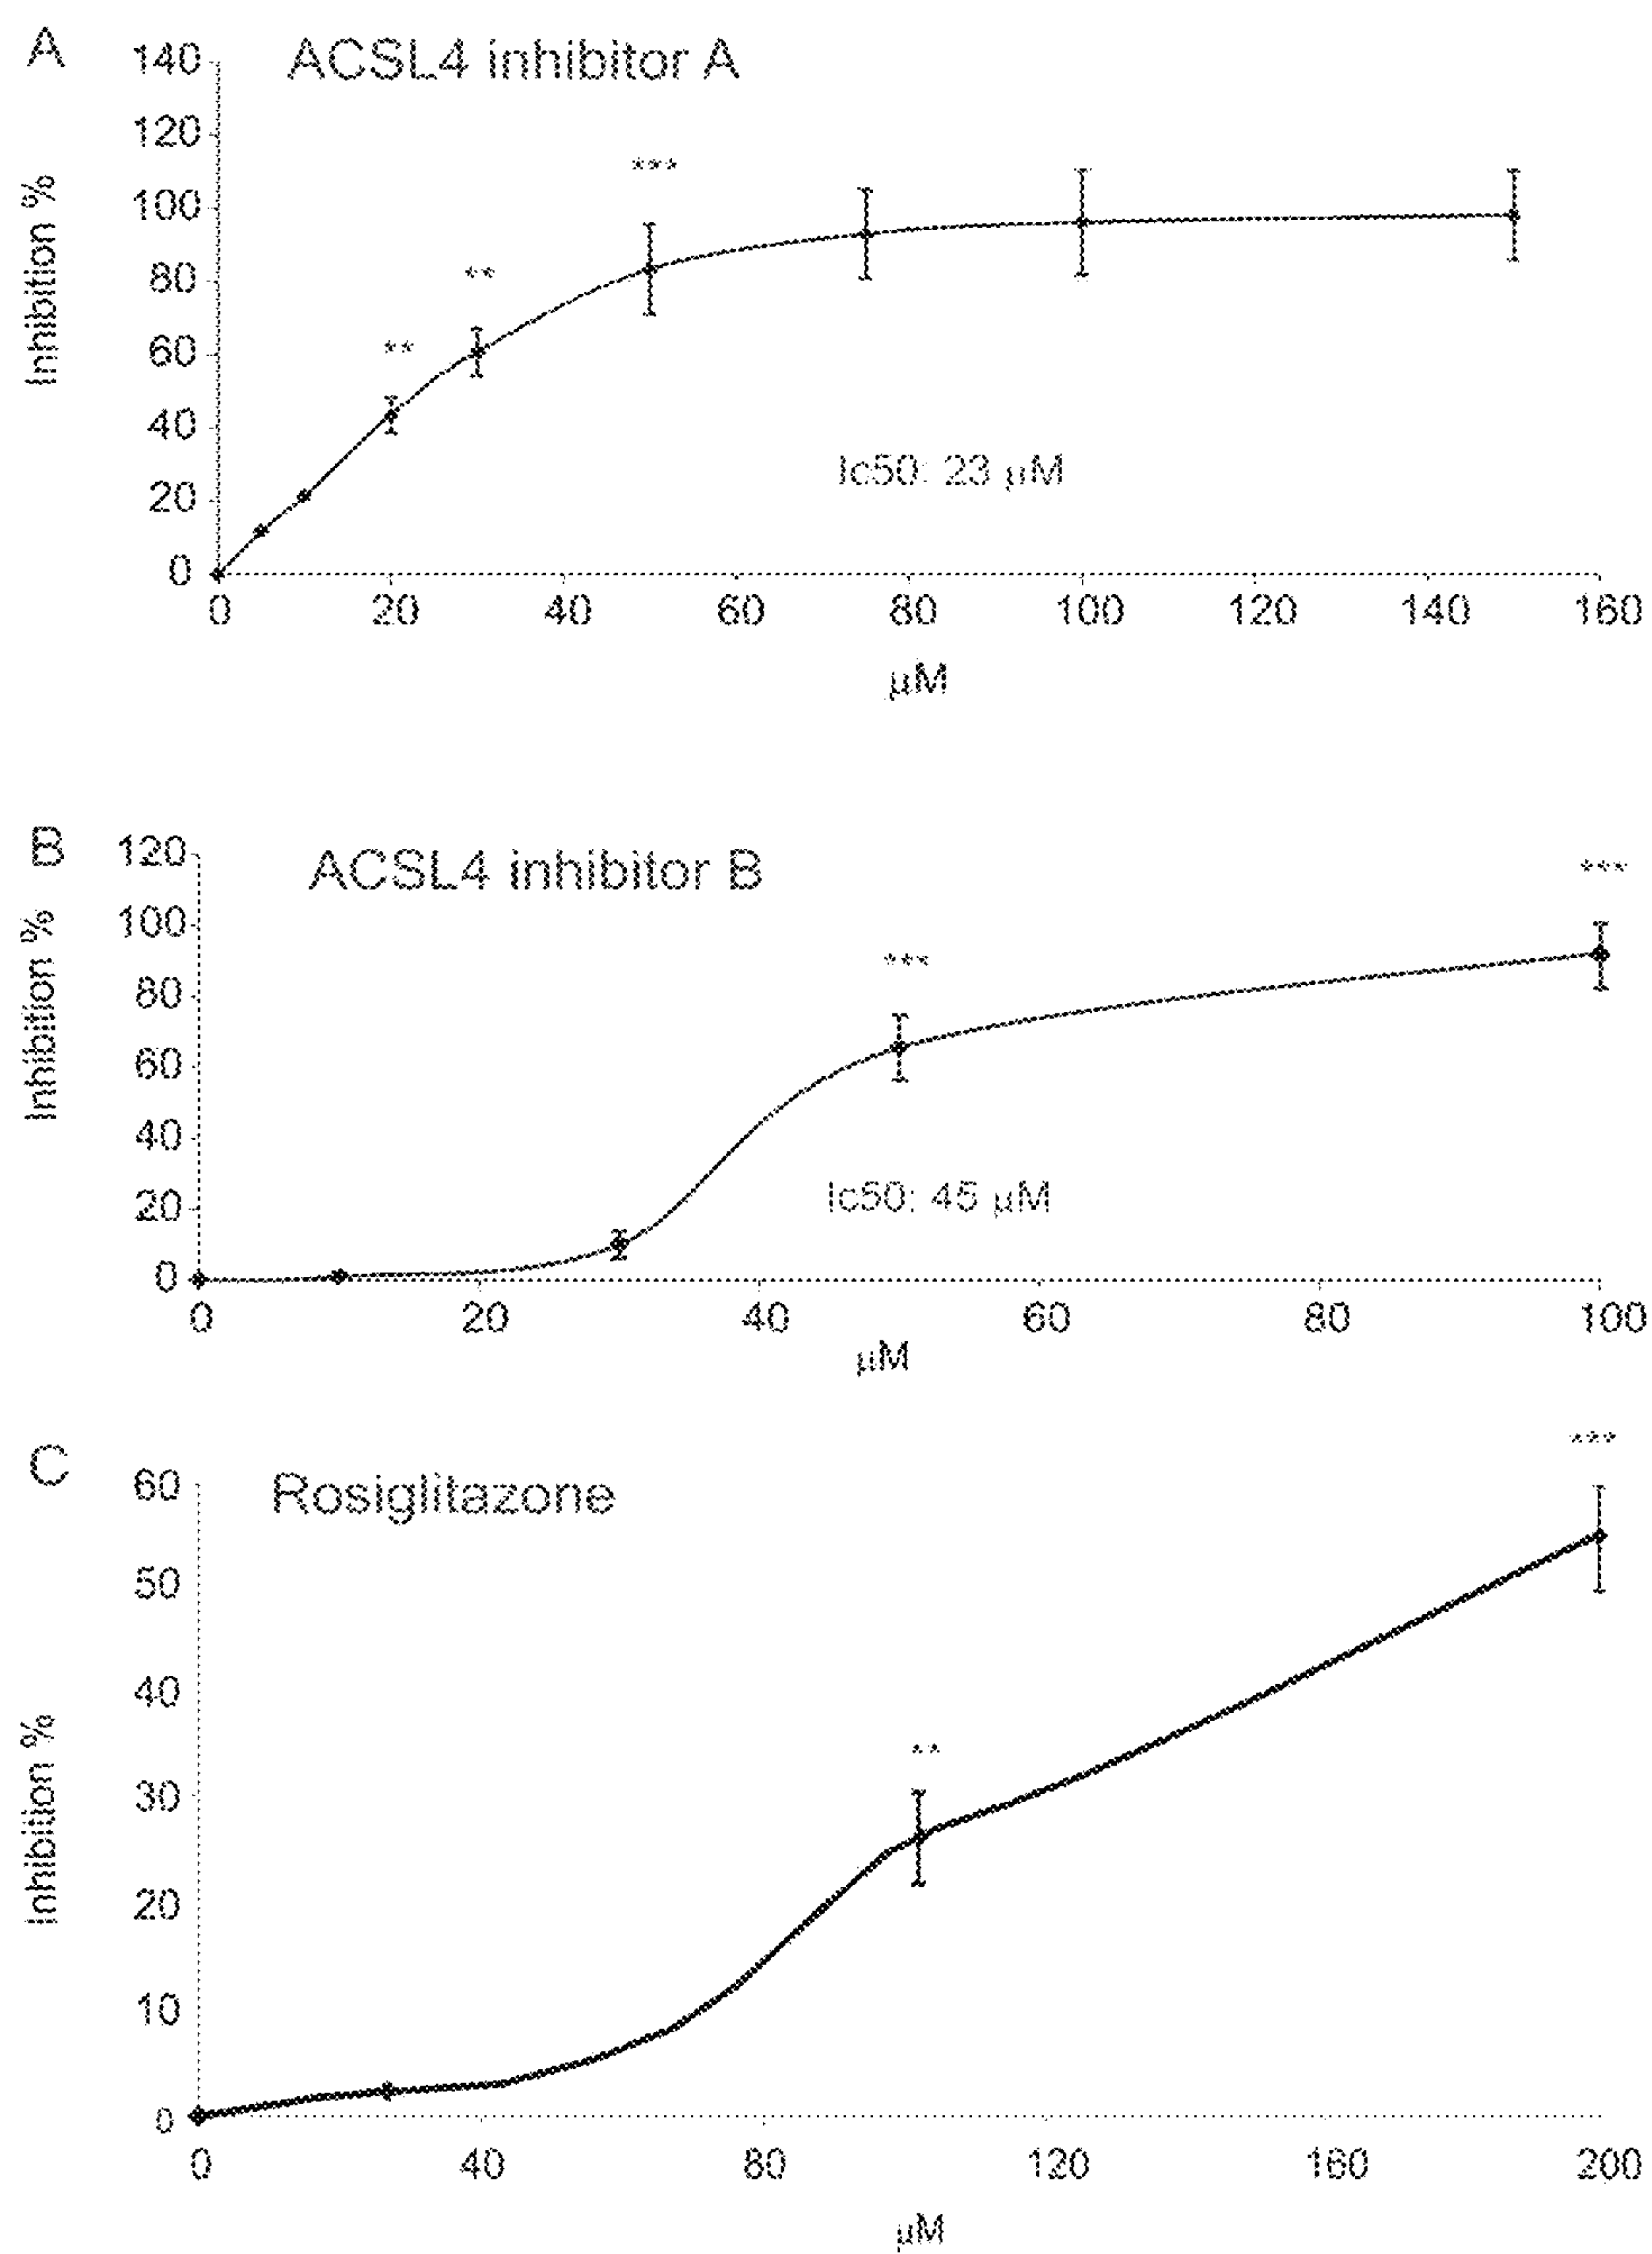 A
ACSL4 inhibitor A
140
120
100
80
60
40
20
0
Inhibition %
**
**
***
Ic50: 23 µM
0 20 40 60 80 100 120 140 160
µM
B
ACSL4 inhibitor B
120
100
80
60
40
20
0
Inhibition %
***
***
Ic50: 45 µM
0 20 40 60 80 100
µM
C
Rosiglitazone
60
50
40
30
20
10
0
Inhibition %
**
***
0 40 80 120 160 200
µM